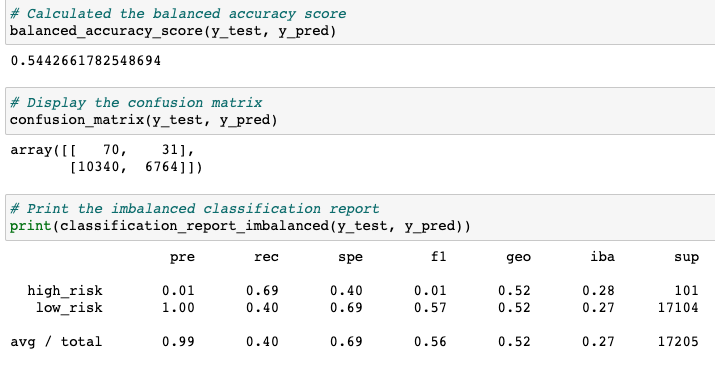 # Calculated the balanced accuracy score
balanced_accuracy_score(y_test, y_pred)
0.5442661782548694
# Display the confusion matrix
confusion_matrix(y_test, y_pred)
array([[   70,    31],
       [10340,  6764]])
# Print the imbalanced classification report
print(classification_report_imbalanced(y_test, y_pred))
pre rec spe f1 geo iba sup
high_risk 0.01 0.69 0.40 0.01 0.52 0.28 101
low_risk 1.00 0.40 0.69 0.57 0.52 0.27 17104
avg / total 0.99 0.40 0.69 0.56 0.52 0.27 17205